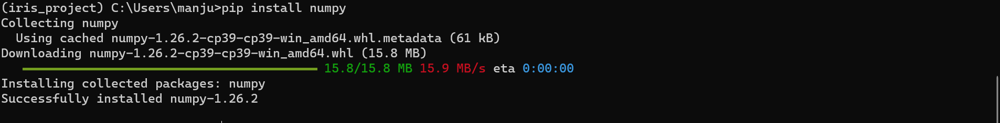 (iris_project) C:\Users\manju>pip install numpy
Collecting numpy
  Using cached numpy-1.26.2-cp39-cp39-win_amd64.whl.metadata (61 kB)
Downloading numpy-1.26.2-cp39-cp39-win_amd64.whl (15.8 MB)
15.8/15.8 MB 15.9 MB/s eta 0:00:00
Installing collected packages: numpy
Successfully installed numpy-1.26.2